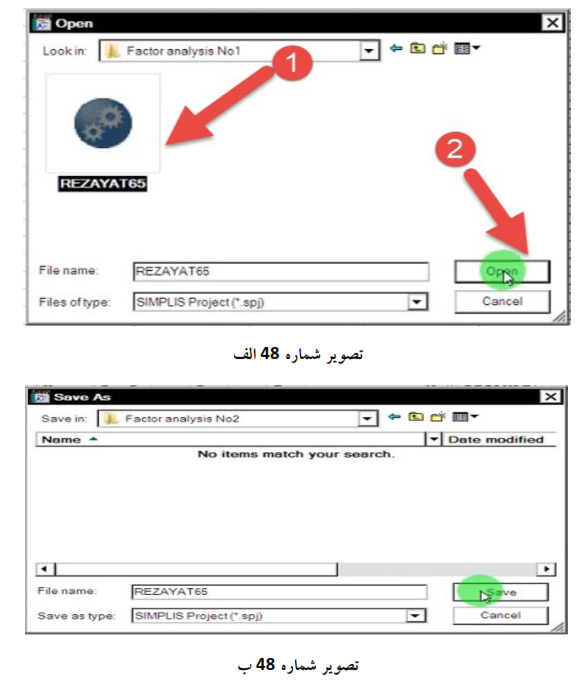 Open
Look in: Factor analysis No1
1
REZAYAT65
2
File name: REZAYAT65 Open
Files of type: SIMPLIS Project (*.spj) Cancel
تصویر شماره 48 الف
Save As
Save in: Factor analysis No2
Name Date modified
No items match your search.
File name: REZAYAT65 Save
Save as type: SIMPLIS Project (*.spj) Cancel
تصویر شماره 48 ب